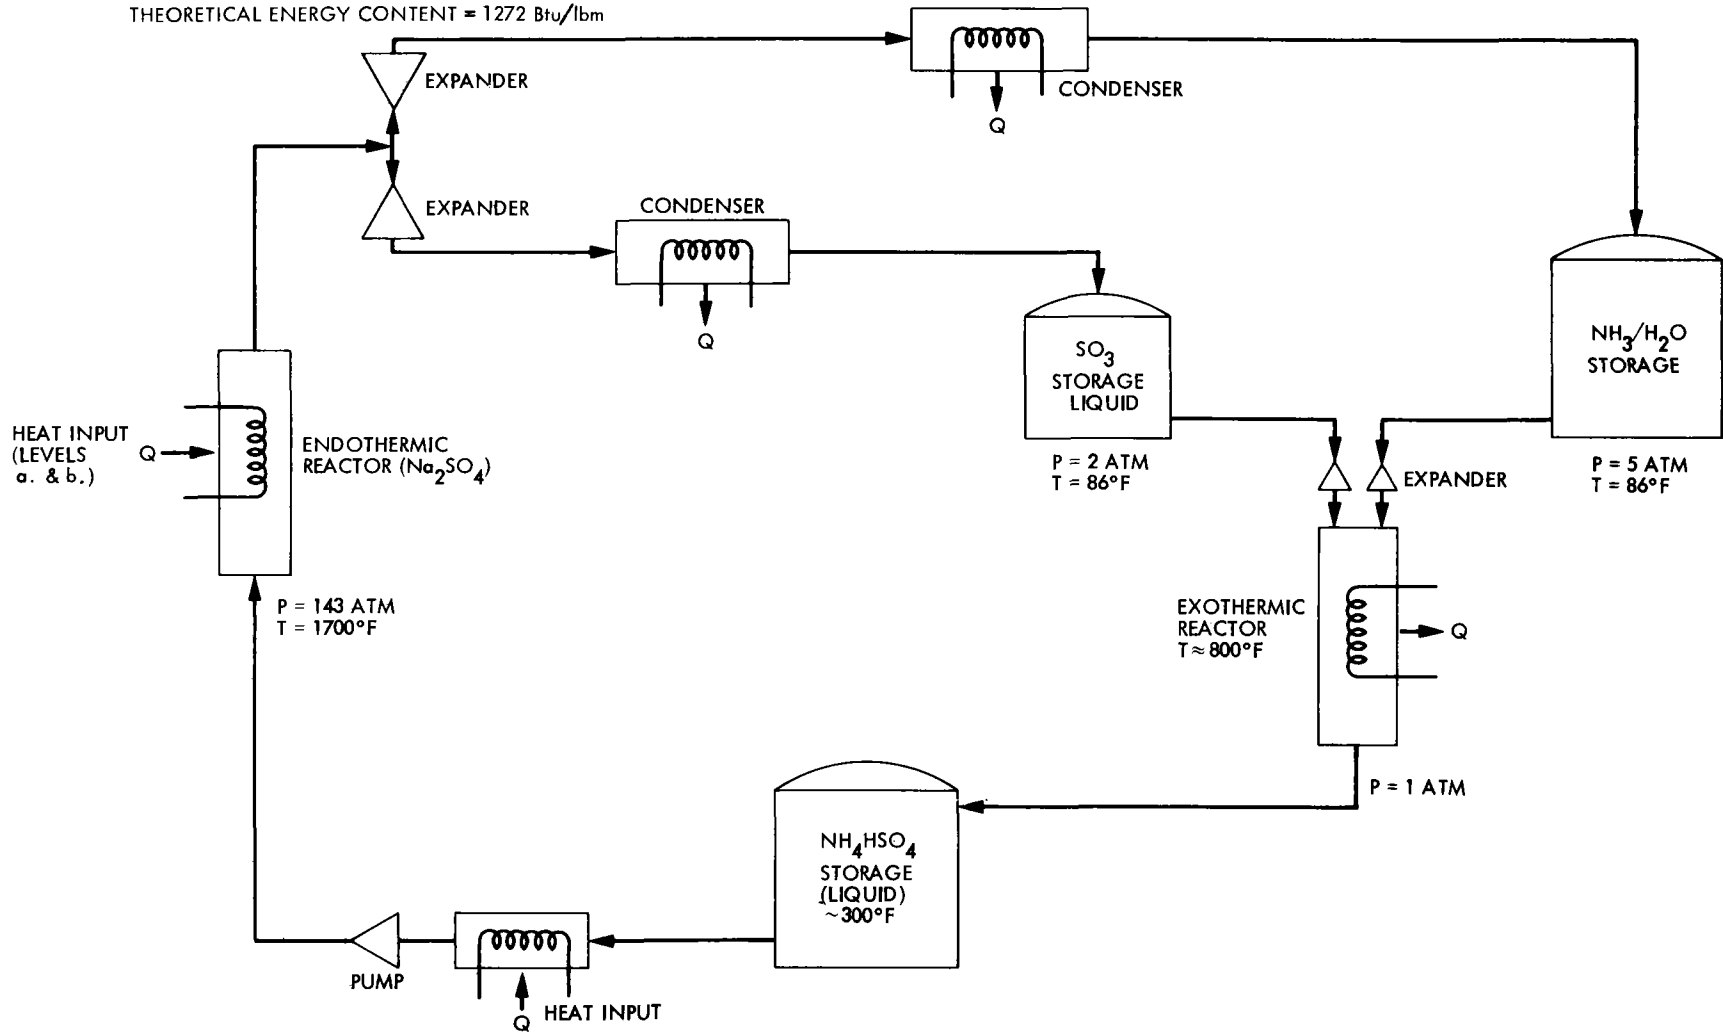 THEORETICAL ENERGY CONTENT = 1272 Btu/lbm
EXPANDER
CONDENSER
Q
EXPANDER
CONDENSER
Q
SO3
STORAGE
LIQUID
P = 2 ATM
T = 86°F
NH3/H2O
STORAGE
P = 5 ATM
T = 86°F
EXPANDER
HEAT INPUT
(LEVELS
a. & b.)
Q
ENDOTHERMIC
REACTOR (Na2SO4)
P = 143 ATM
T = 1700°F
EXOTHERMIC
REACTOR
T ≈ 800°F
Q
P = 1 ATM
NH4HSO4
STORAGE
(LIQUID)
~300°F
PUMP
Q
HEAT INPUT